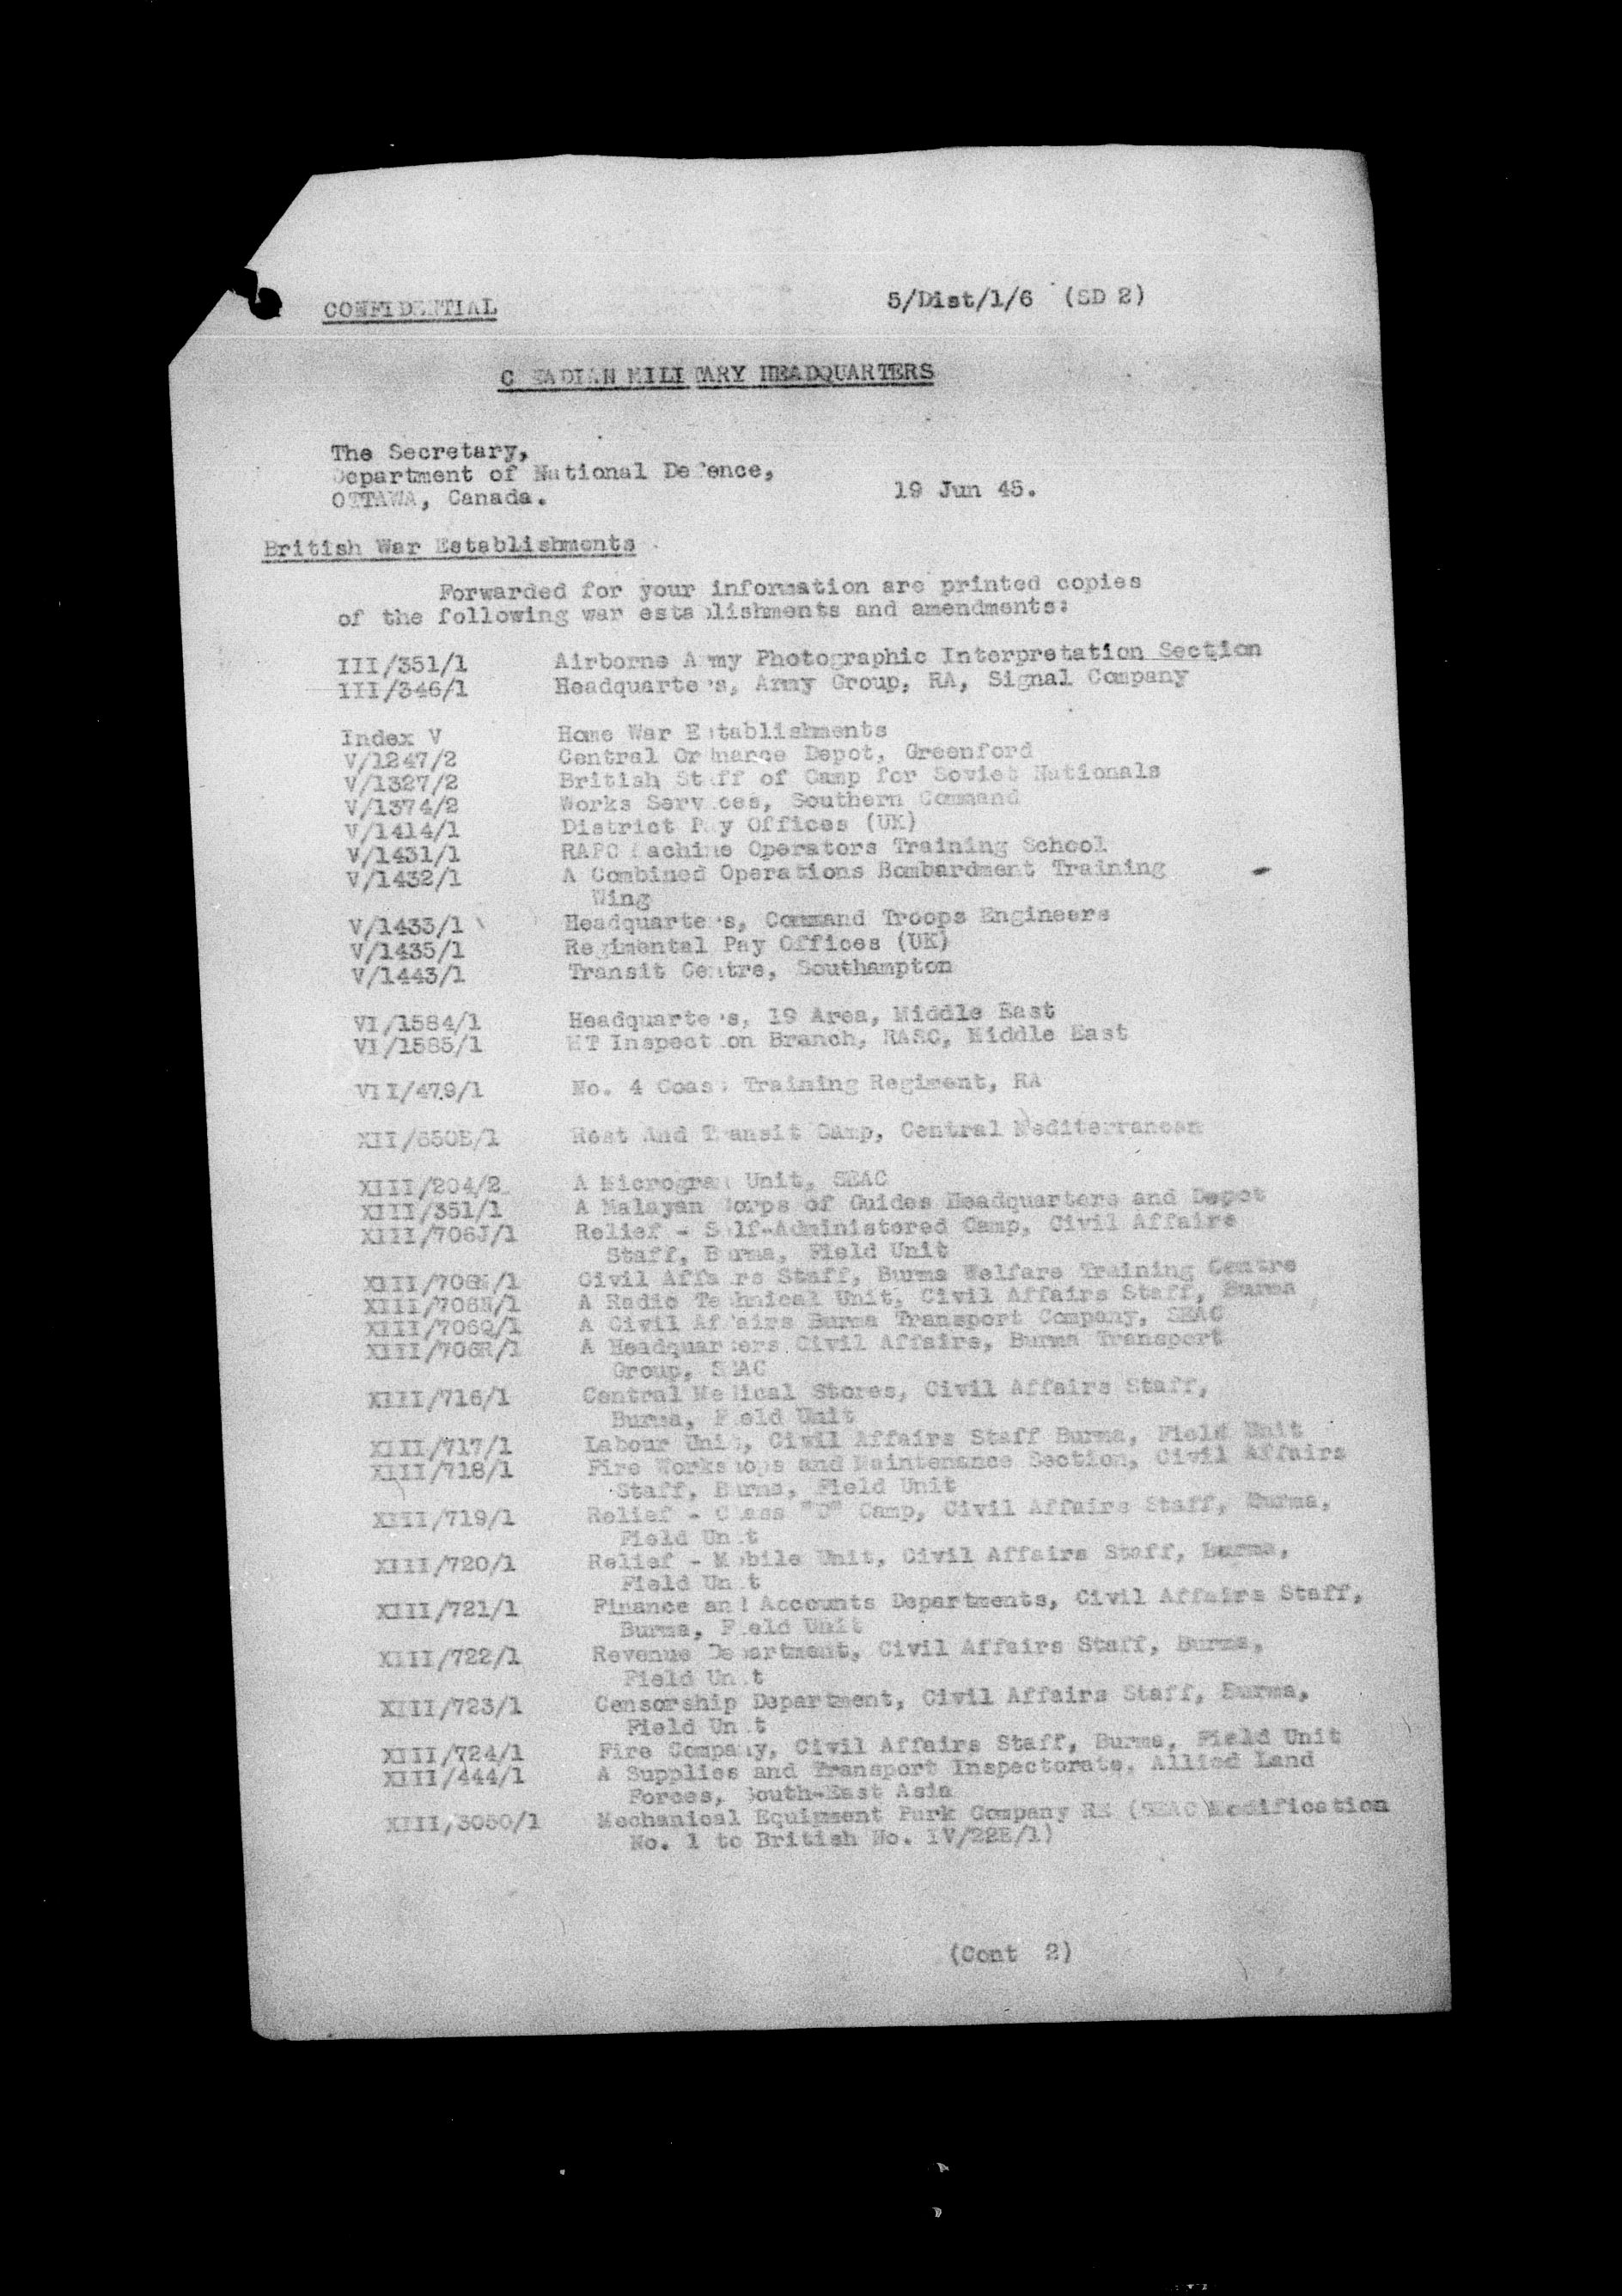 CONFIDENTIAL 5/Dist/1/6 (SD 2)
CANADIAN MILITARY HEADQUARTERS
The Secretary,
Department of National Defence,
OTTAWA, Canada. 19 Jun 45.
British War Establishments
Forwarded for your information are printed copies
of the following war establishments and amendments:
III/351/1 Airborne Army Photographic Interpretation Section
III/346/1 Headquarters, Army Group, RA, Signal Company
Index V Home War Establishments
V/1247/2 Central Ordnance Depot, Greenford
V/1327/2 British Staff of Camp for Soviet Nationals
V/1374/2 Works Services, Southern Command
V/1414/1 District Pay Offices (UK)
V/1431/1 RAPC Machine Operators Training School
V/1432/1 A Combined Operations Bombardment Training
Wing
V/1433/1 Headquarters, Command Troops Engineers
V/1435/1 Regimental Pay Offices (UK)
V/1443/1 Transit Centre, Southampton
VI/1584/1 Headquarters, 19 Area, Middle East
VI/1585/1 MT Inspection Branch, RASC, Middle East
VII/479/1 No. 4 Coast Training Regiment, RA
XII/650B/1 Rest And Transit Camp, Central Mediterranean
XIII/204/2 A Microgram Unit, SEAC
XIII/351/1 A Malayan Corps of Guides Headquarters and Depot
XIII/706J/1 Relief - Self-Administered Camp, Civil Affairs
Staff, Burma, Field Unit
XIII/706M/1 Civil Affairs Staff, Burma Welfare Training Centre
XIII/706N/1 A Radio Technical Unit, Civil Affairs Staff, Burma
XIII/706Q/1 A Civil Affairs Burma Transport Company, SEAC
XIII/706R/1 A Headquarters Civil Affairs, Burma Transport
Group, SEAC
XIII/716/1 Central Medical Stores, Civil Affairs Staff,
Burma, Field Unit
XIII/717/1 Labour Unit, Civil Affairs Staff Burma, Field Unit
XIII/718/1 Fire Workshops and Maintenance Section, Civil Affairs
Staff, Burma, Field Unit
XIII/719/1 Relief - Class "D" Camp, Civil Affairs Staff, Burma,
Field Unit
XIII/720/1 Relief - Mobile Unit, Civil Affairs Staff, Burma,
Field Unit
XIII/721/1 Finance and Accounts Departments, Civil Affairs Staff,
Burma, Field Unit
XIII/722/1 Revenue Department, Civil Affairs Staff, Burma,
Field Unit
XIII/723/1 Censorship Department, Civil Affairs Staff, Burma,
Field Unit
XIII/724/1 Fire Company, Civil Affairs Staff, Burma, Field Unit
XIII/444/1 A Supplies and Transport Inspectorate, Allied Land
Forces, South-East Asia
XIII/3050/1 Mechanical Equipment Park Company RE (SEAC Modification
No. 1 to British No. IV/22E/1)
(Cont 2)